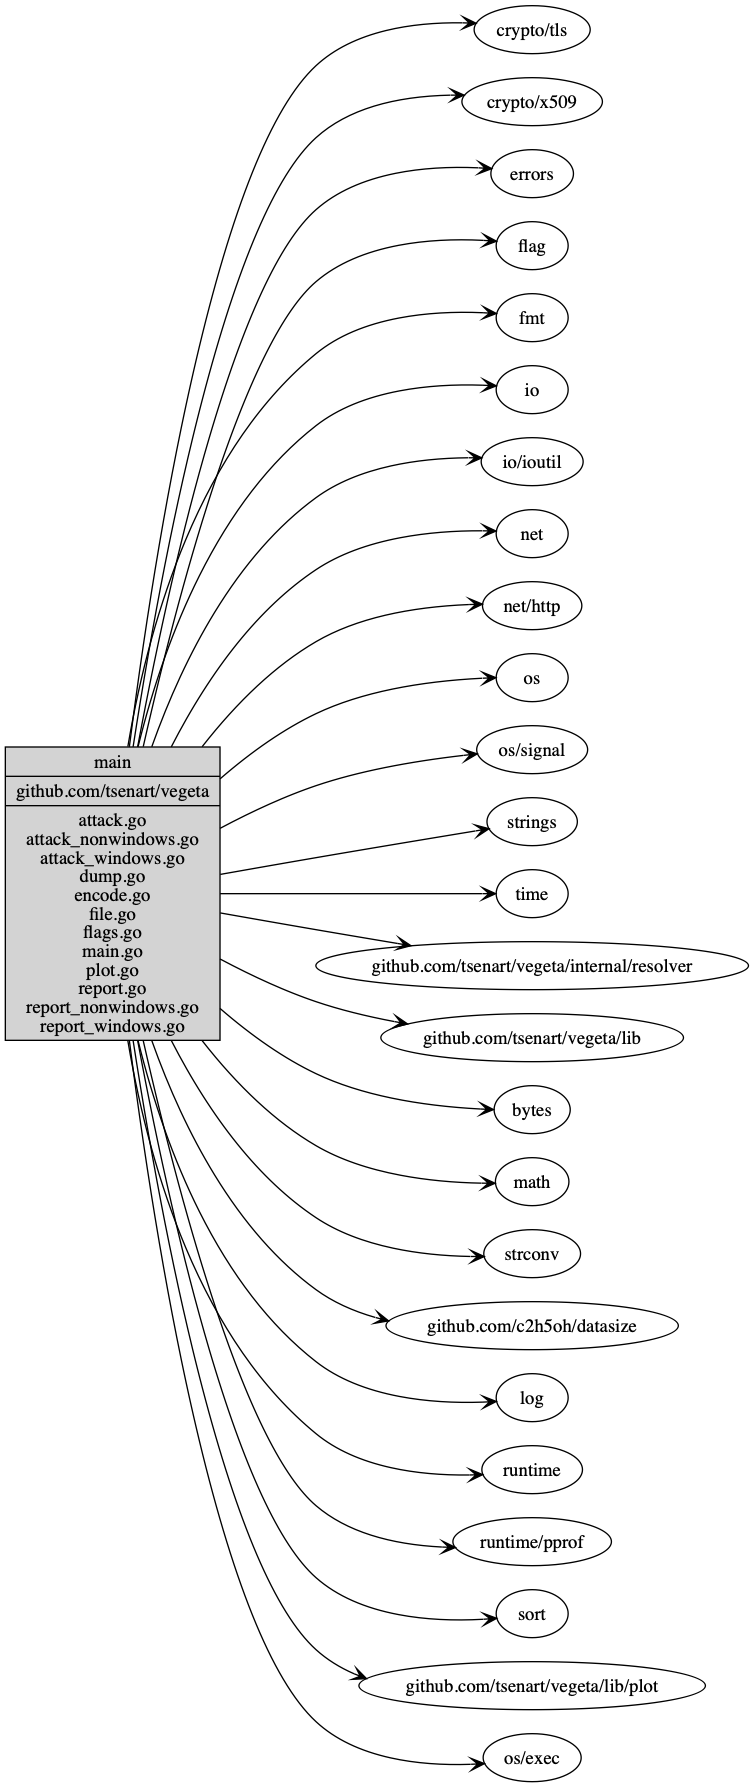 main
github.com/tsenart/vegeta
attack.go
attack_nonwindows.go
attack_windows.go
dump.go
encode.go
file.go
flags.go
main.go
plot.go
report.go
report_nonwindows.go
report_windows.go
crypto/tls
crypto/x509
errors
flag
fmt
io
io/ioutil
net
net/http
os
os/signal
strings
time
github.com/tsenart/vegeta/internal/resolver
github.com/tsenart/vegeta/lib
bytes
math
strconv
github.com/c2h5oh/datasize
log
runtime
runtime/pprof
sort
github.com/tsenart/vegeta/lib/plot
os/exec